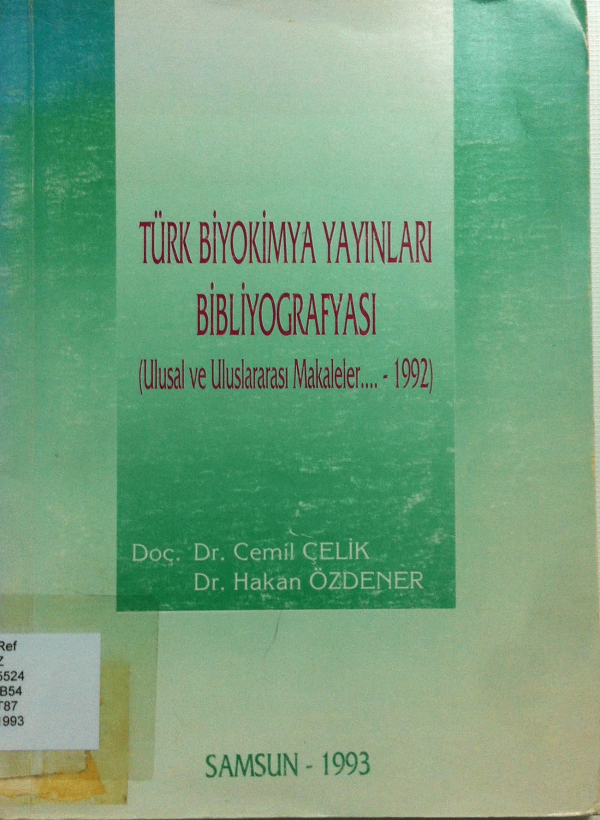 TÜRK BİYOKİMYA YAYINLARI
BİBLİYOGRAFYASI
(Ulusal ve Uluslararası Makaleler.... - 1992)
Doç. Dr. Cemil ÇELİK
Dr. Hakan ÖZDENER
Ref
Z
5524
B54
T87
1993
SAMSUN - 1993